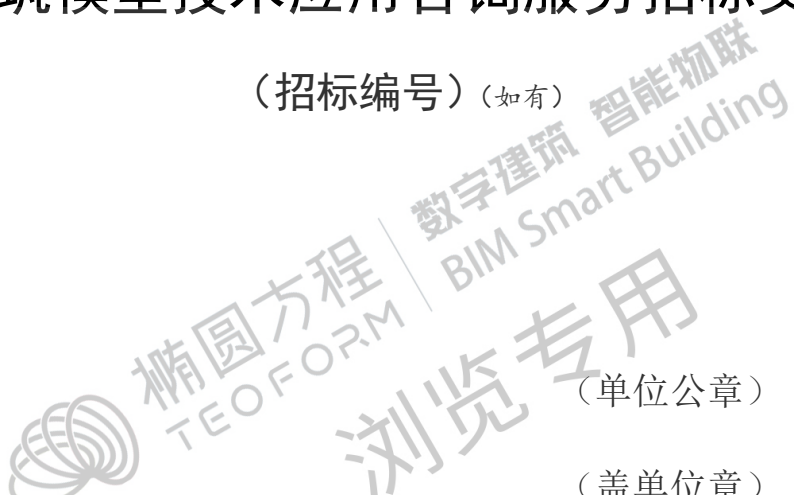 筑模型技术应用咨询服务招标文
（招标编号）（如有）
椭圆方程
TEOFORM
数字建筑 智能物联
BIM Smart Building
浏览专用
（单位公章）
（盖单位章）